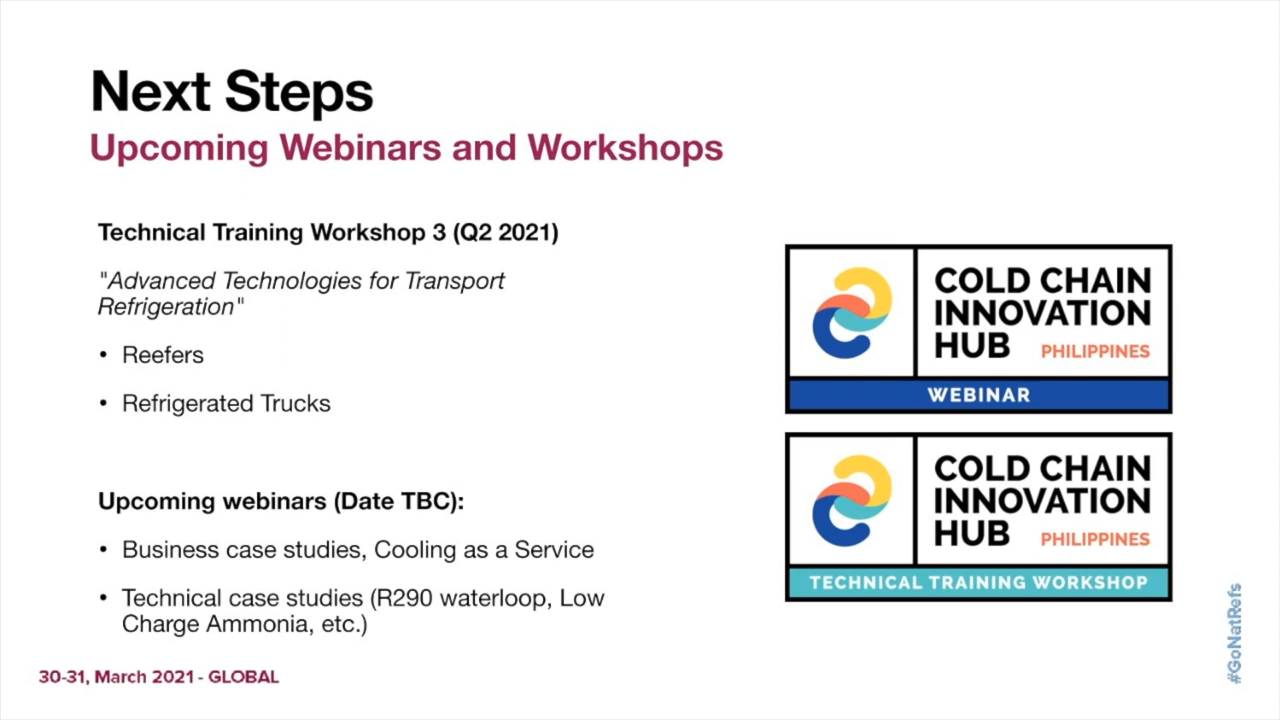 Next Steps
Upcoming Webinars and Workshops
Technical Training Workshop 3 (Q2 2021)
"Advanced Technologies for Transport
Refrigeration"
• Reefers
• Refrigerated Trucks
Upcoming webinars (Date TBC):
• Business case studies, Cooling as a Service
• Technical case studies (R290 waterloop, Low
Charge Ammonia, etc.)
COLD CHAIN
INNOVATION
HUB PHILIPPINES
WEBINAR
COLD CHAIN
INNOVATION
HUB PHILIPPINES
TECHNICAL TRAINING WORKSHOP
30-31, March 2021 - GLOBAL
#GoNatRefs